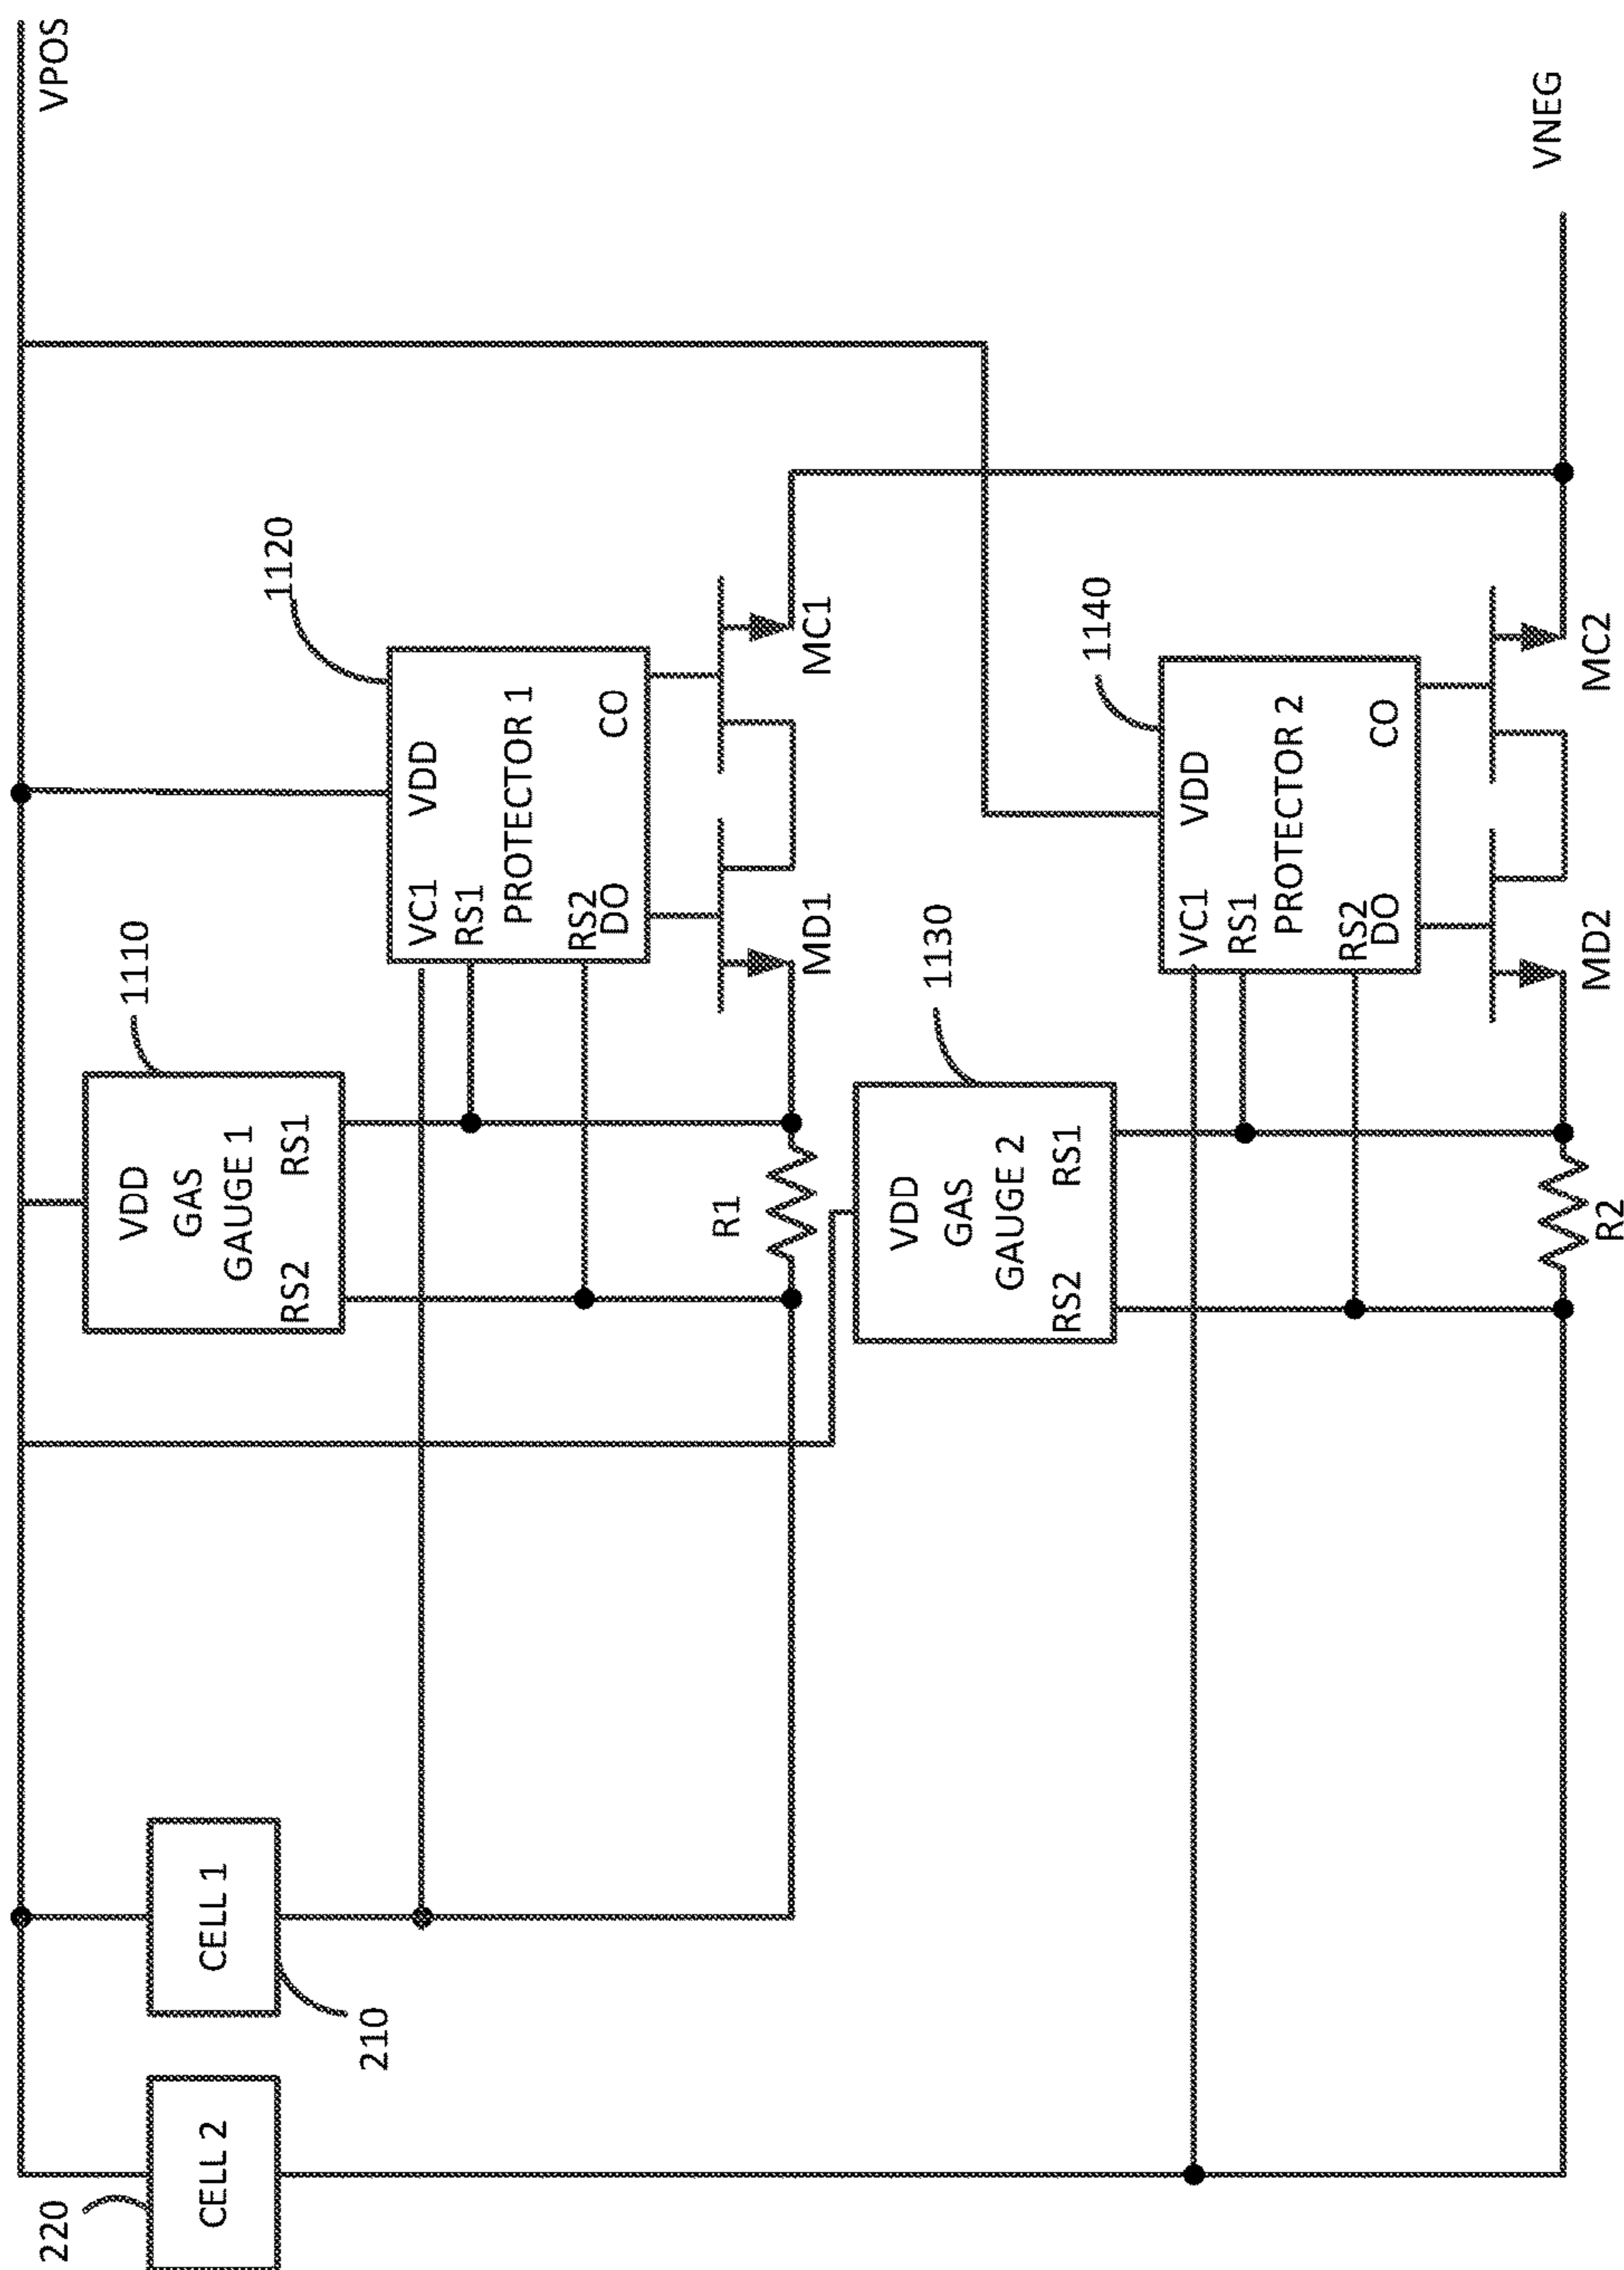 VPOS
1120
1110
VDD
GAS
GAUGE 1
RS2
RS1
VC1
VDD
RS1
PROTECTOR 1
RS2
DO
CO
220
CELL 2
CELL 1
210
R1
MD1
MC1
1130
1140
VDD
GAS
GAUGE 2
RS2
RS1
VC1
VDD
RS1
PROTECTOR 2
RS2
DO
CO
VNEG
R2
MD2
MC2